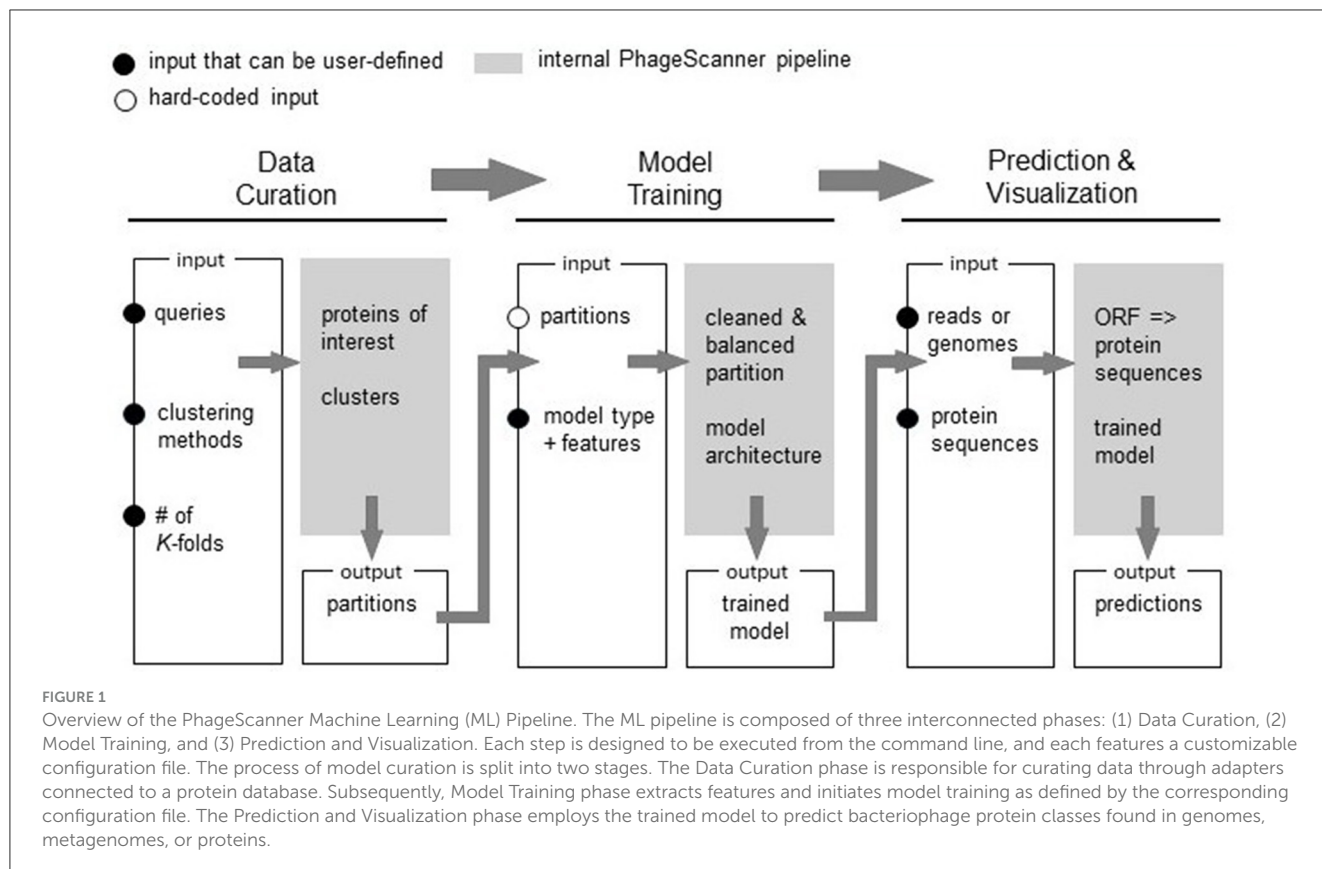 input that can be user-defined
internal PhageScanner pipeline
hard-coded input
Data
Curation
Model
Training
Prediction &
Visualization
input
queries
clustering
methods
# of
K-folds
proteins of
interest
clusters
output
partitions
input
partitions
model type
+ features
cleaned &
balanced
partition
model
architecture
output
trained
model
input
reads or
genomes
protein
sequences
ORF =>
protein
sequences
trained
model
output
predictions
FIGURE 1
Overview of the PhageScanner Machine Learning (ML) Pipeline. The ML pipeline is composed of three interconnected phases: (1) Data Curation, (2)
Model Training, and (3) Prediction and Visualization. Each step is designed to be executed from the command line, and each features a customizable
configuration file. The process of model curation is split into two stages. The Data Curation phase is responsible for curating data through adapters
connected to a protein database. Subsequently, Model Training phase extracts features and initiates model training as defined by the corresponding
configuration file. The Prediction and Visualization phase employs the trained model to predict bacteriophage protein classes found in genomes,
metagenomes, or proteins.